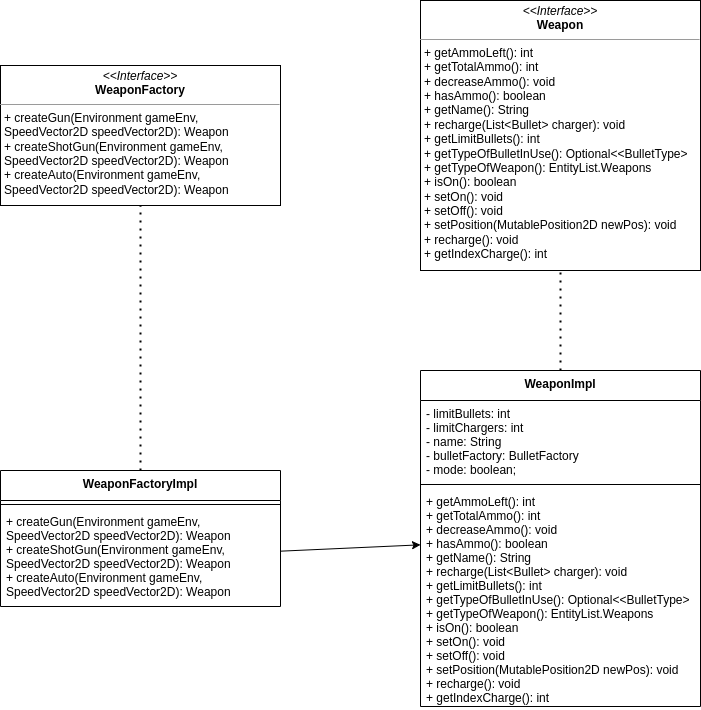 <<Interface>>
WeaponFactory
+ createGun(Environment gameEnv,
SpeedVector2D speedVector2D): Weapon
+ createShotGun(Environment gameEnv,
SpeedVector2D speedVector2D): Weapon
+ createAuto(Environment gameEnv,
SpeedVector2D speedVector2D): Weapon
<<Interface>>
Weapon
+ getAmmoLeft(): int
+ getTotalAmmo(): int
+ decreaseAmmo(): void
+ hasAmmo(): boolean
+ getName(): String
+ recharge(List<Bullet> charger): void
+ getLimitBullets(): int
+ getTypeOfBulletInUse(): Optional<<BulletType>
+ getTypeOfWeapon(): EntityList.Weapons
+ isOn(): boolean
+ setOn(): void
+ setOff(): void
+ setPosition(MutablePosition2D newPos): void
+ recharge(): void
+ getIndexCharge(): int
WeaponFactoryImpl
+ createGun(Environment gameEnv,
SpeedVector2D speedVector2D): Weapon
+ createShotGun(Environment gameEnv,
SpeedVector2D speedVector2D): Weapon
+ createAuto(Environment gameEnv,
SpeedVector2D speedVector2D): Weapon
WeaponImpl
- limitBullets: int
- limitChargers: int
- name: String
- bulletFactory: BulletFactory
- mode: boolean;
+ getAmmoLeft(): int
+ getTotalAmmo(): int
+ decreaseAmmo(): void
+ hasAmmo(): boolean
+ getName(): String
+ recharge(List<Bullet> charger): void
+ getLimitBullets(): int
+ getTypeOfBulletInUse(): Optional<<BulletType>
+ getTypeOfWeapon(): EntityList.Weapons
+ isOn(): boolean
+ setOn(): void
+ setOff(): void
+ setPosition(MutablePosition2D newPos): void
+ recharge(): void
+ getIndexCharge(): int